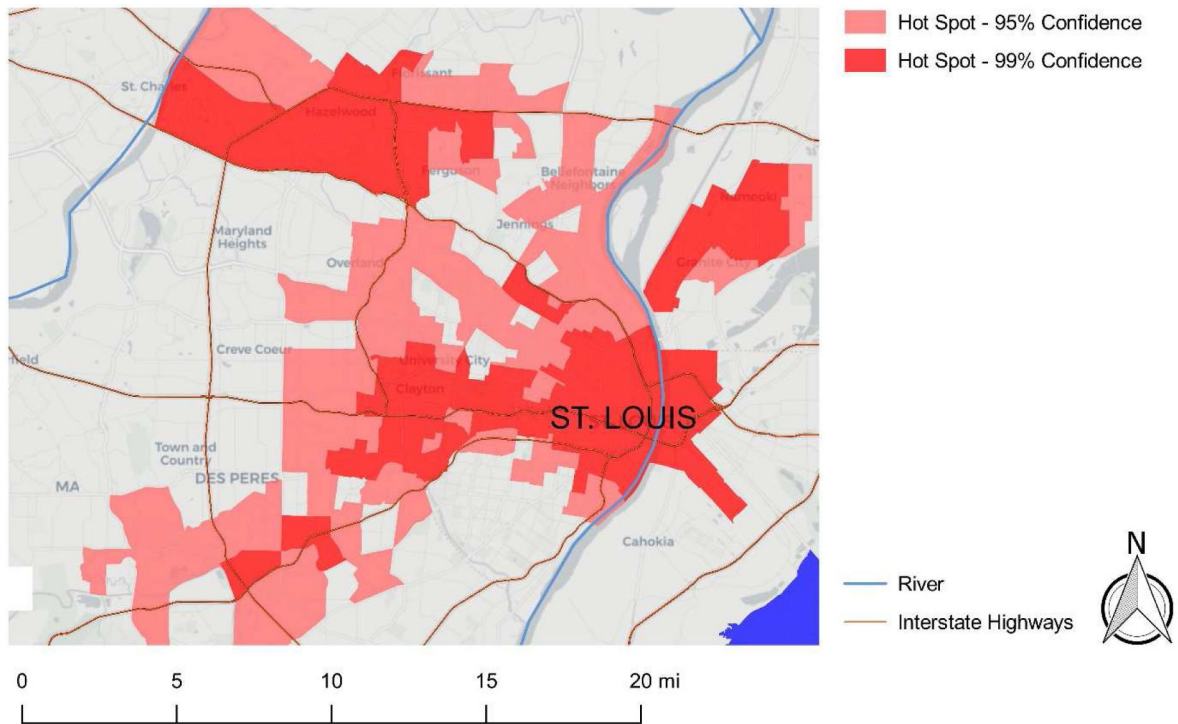 Hot Spot - 95% Confidence
Hot Spot - 99% Confidence
St. Charles
Florissant
Hazelwood
Ferguson
Bellefontaine
Neighbors
Nameoki
Jennings
Maryland
Heights
Overland
Granite City
Creve Coeur
field
University City
Clayton
ST. LOUIS
Town and
Country
DES PERES
MA
Cahokia
N
River
Interstate Highways
0 5 10 15 20 mi